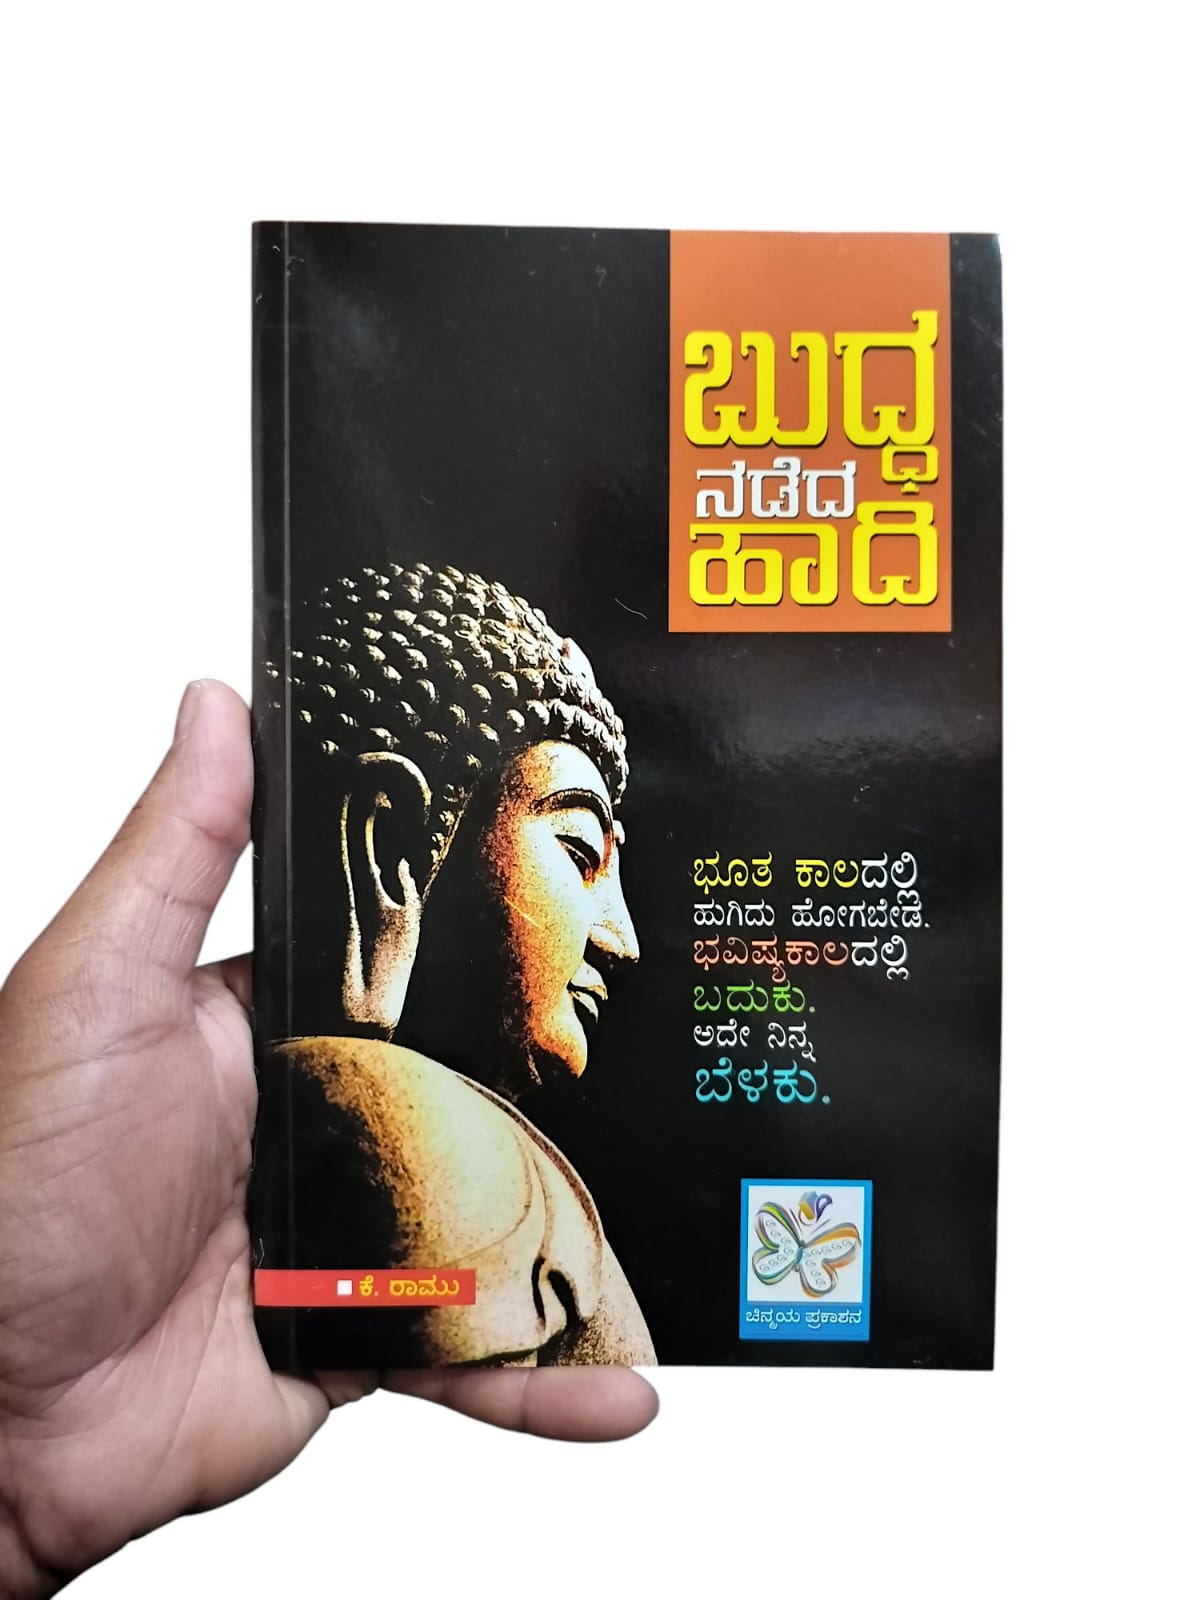 ಬುದ್ಧ
ನಡೆದ
ಹಾದಿ
ಭೂತ ಕಾಲದಲ್ಲಿ
ಹುಗಿದು ಹೋಗಬೇಡ.
ಭವಿಷ್ಯಕಾಲದಲ್ಲಿ
ಬದುಕು.
ಅದೇ ನಿನ್ನ
ಬೆಳಕು.
ಕೆ. ರಾಮು
ಚಿನ್ಮಯ ಪ್ರಕಾಶನ